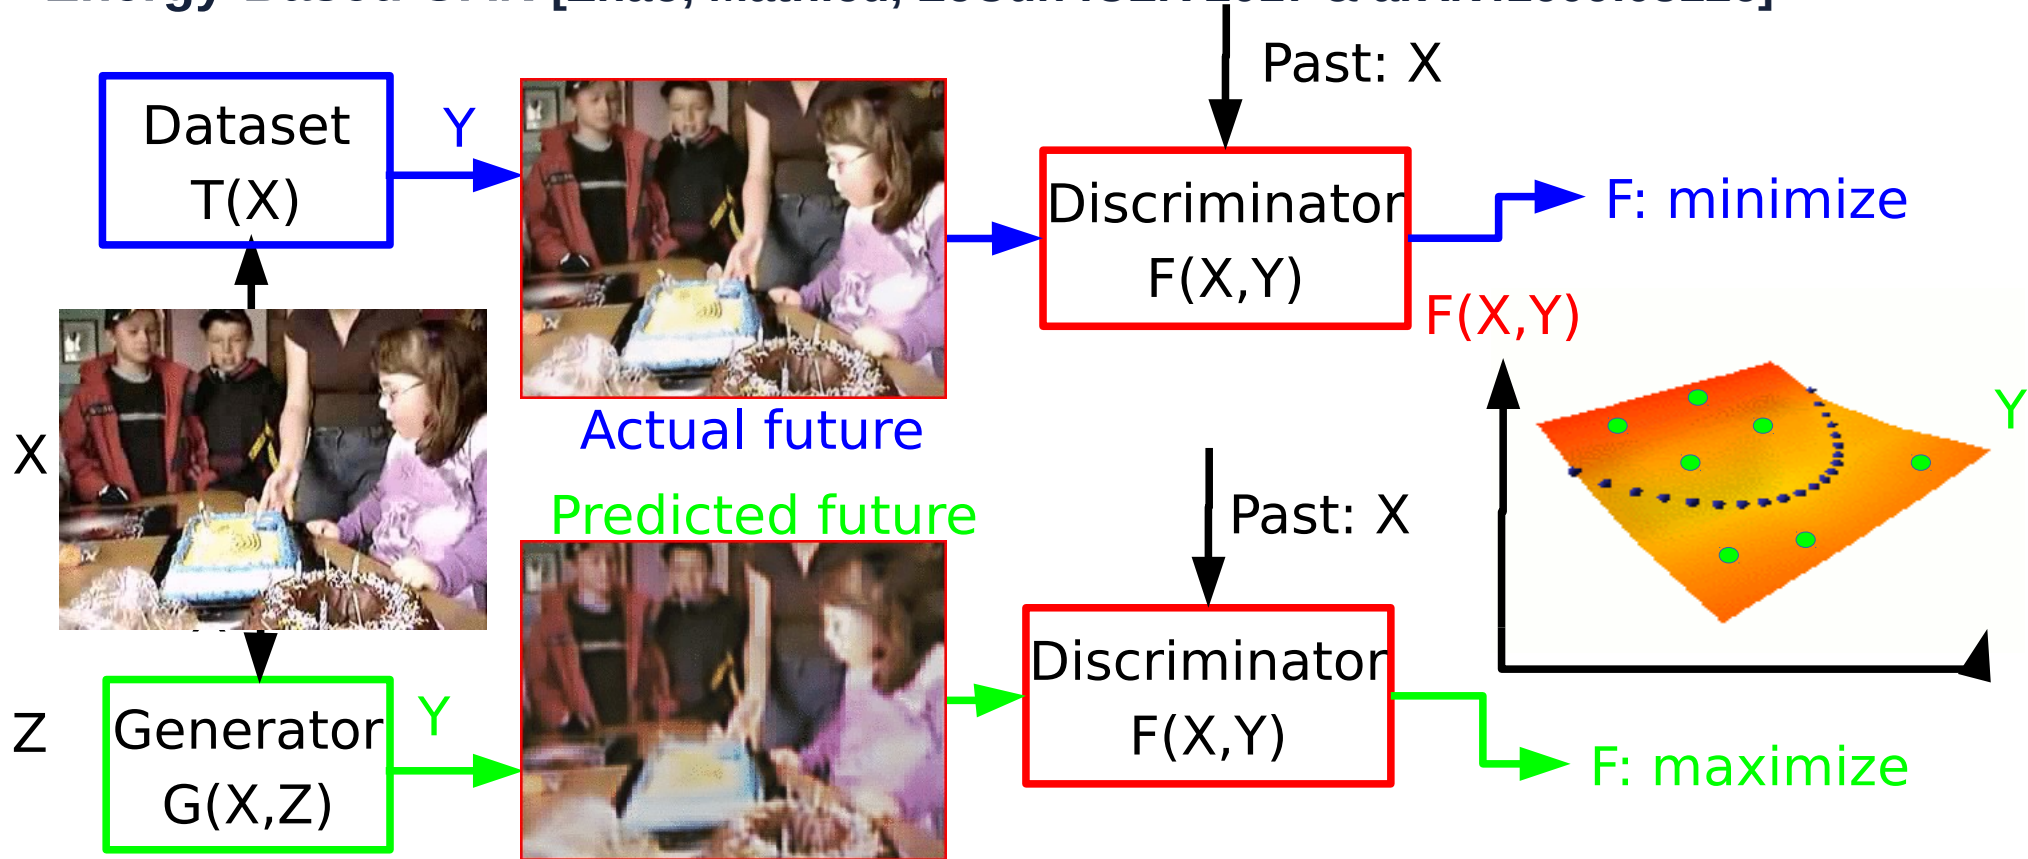 Past: X
Dataset
T(X)
Y
Discriminator
F(X,Y)
F: minimize
F(X,Y)
Y
X
Actual future
Predicted future
Past: X
Z
Generator
G(X,Z)
Y
Discriminator
F(X,Y)
F: maximize